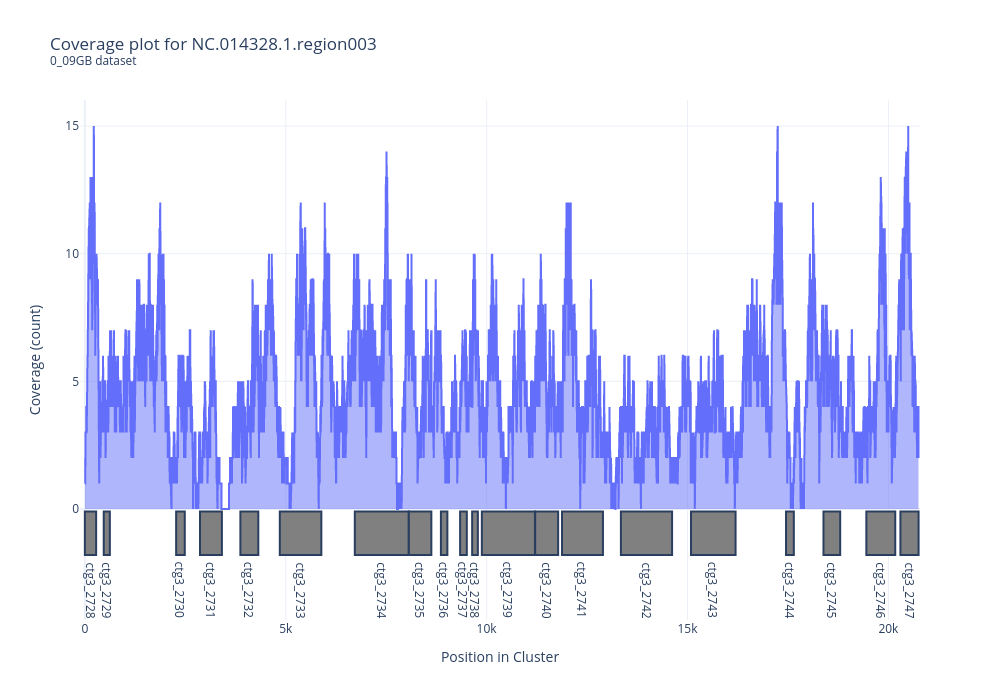 Coverage plot for NC.014328.1.region003
0_09GB dataset
Coverage (count)
15
10
5
0
ctg3_2728
ctg3_2729
ctg3_2730
ctg3_2731
ctg3_2732
ctg3_2733
ctg3_2734
ctg3_2735
ctg3_2736
ctg3_2737
ctg3_2738
ctg3_2739
ctg3_2740
ctg3_2741
ctg3_2742
ctg3_2743
ctg3_2744
ctg3_2745
ctg3_2746
ctg3_2747
0 5k 10k 15k 20k
Position in Cluster